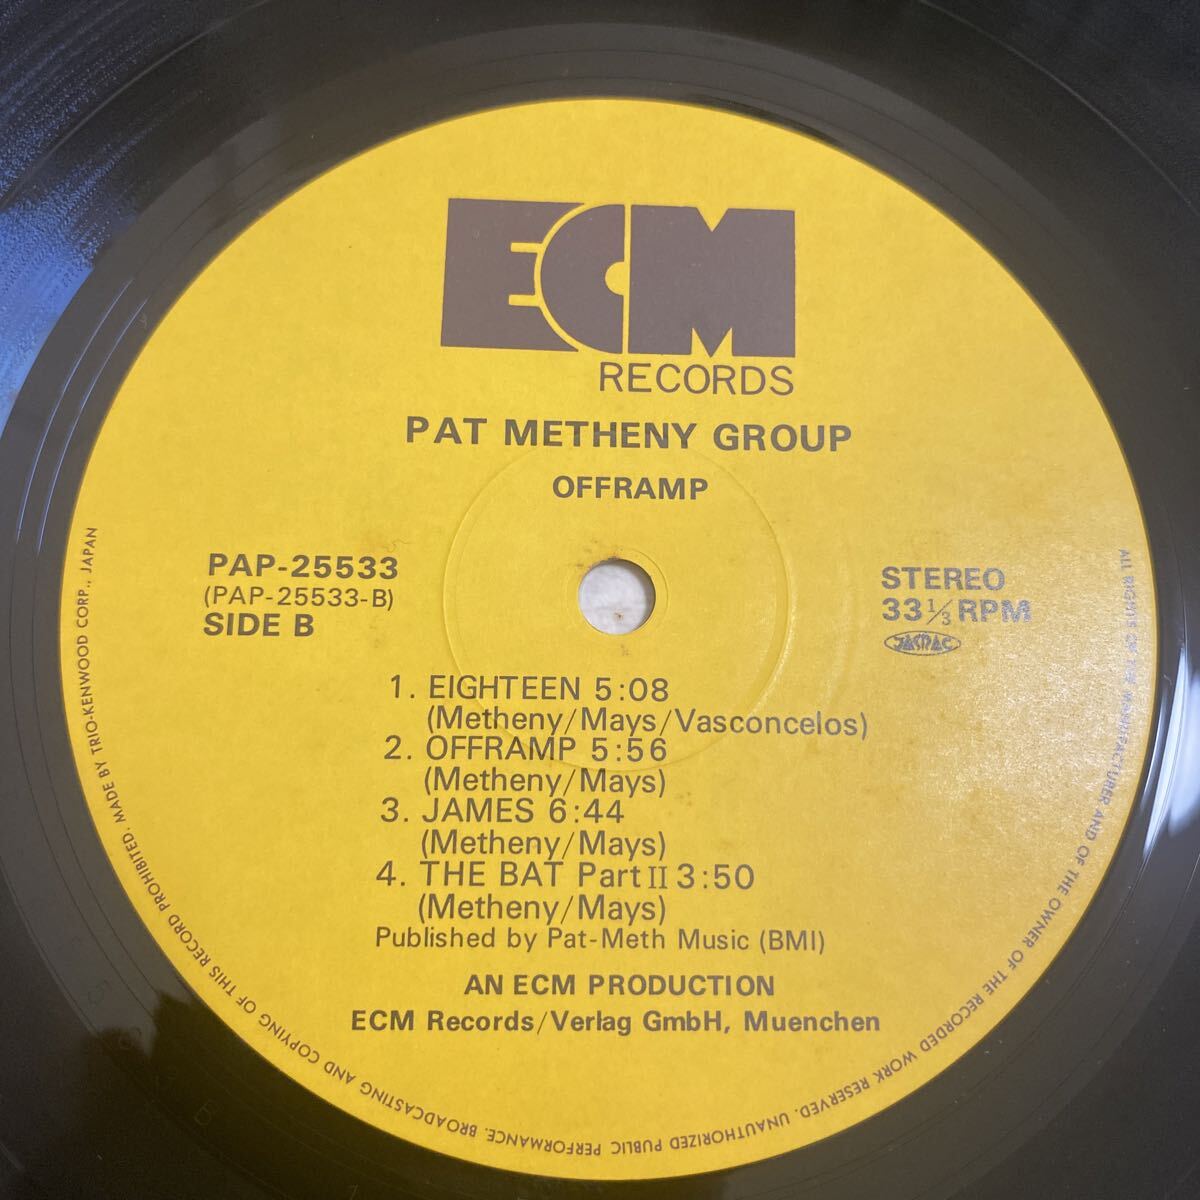 ECM
RECORDS
PAT METHENY GROUP
OFFRAMP
PAP-25533
(PAP-25533-B)
SIDE B
STEREO
33 1/3 RPM
JASRAC
1. EIGHTEEN 5:08
(Metheny/Mays/Vasconcelos)
2. OFFRAMP 5:56
(Metheny/Mays)
3. JAMES 6:44
(Metheny/Mays)
4. THE BAT Part II 3:50
(Metheny/Mays)
Published by Pat-Meth Music (BMI)
AN ECM PRODUCTION
ECM Records/Verlag GmbH, Muenchen
ALL RIGHTS OF THE MANUFACTURER AND OF THE OWNER OF THE RECORDED WORK RESERVED. UNAUTHORIZED PUBLIC PERFORMANCE. BROADCASTING AND COPYING OF THIS RECORD PROHIBITED. MADE BY TRIO-KENWOOD CORP., JAPAN